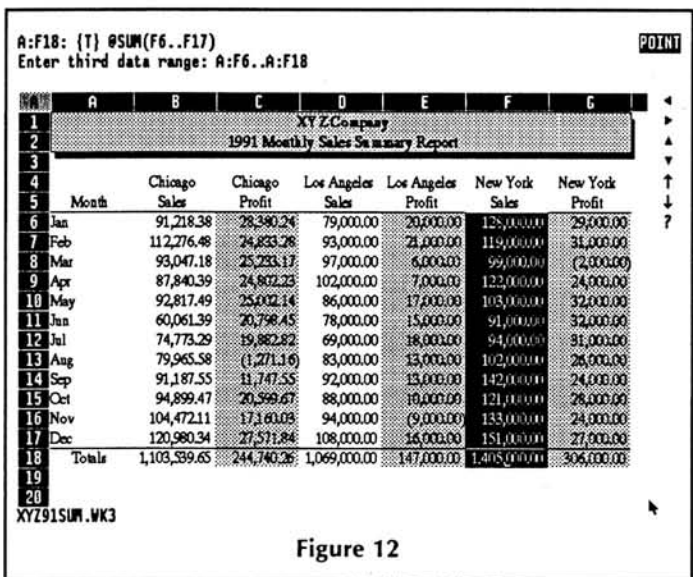 A:F18: {T} @SUM(F6..F17) POINT
Enter third data range: A:F6..A:F18
A A B C D E F G
1 XYZ Company
2 1991 Monthly Sales Summary Report
3
4 Chicago Chicago Los Angeles Los Angeles New York New York
5 Month Sales Profit Sales Profit Sales Profit
6 Jan 91,218.38 28,380.24 79,000.00 20,000.00 128,000.00 29,000.00 ?
7 Feb 112,276.48 24,833.28 93,000.00 21,000.00 119,000.00 31,000.00
8 Mar 93,047.18 25,233.17 97,000.00 6,000.00 99,000.00 (2,000.00)
9 Apr 87,840.39 24,802.23 102,000.00 7,000.00 122,000.00 24,000.00
10 May 92,817.49 25,002.14 86,000.00 17,000.00 103,000.00 32,000.00
11 Jun 60,061.39 20,798.45 78,000.00 15,000.00 91,000.00 32,000.00
12 Jul 74,773.29 19,882.82 69,000.00 18,000.00 94,000.00 31,000.00
13 Aug 79,965.58 (1,271.16) 83,000.00 13,000.00 102,000.00 26,000.00
14 Sep 91,187.55 11,747.55 92,000.00 13,000.00 142,000.00 24,000.00
15 Oct 94,899.47 20,599.67 88,000.00 10,000.00 121,000.00 28,000.00
16 Nov 104,472.11 17,160.03 94,000.00 (9,000.00) 133,000.00 24,000.00
17 Dec 120,980.34 27,571.84 108,000.00 16,000.00 151,000.00 27,000.00
18 Totals 1,103,539.65 244,740.26 1,069,000.00 147,000.00 1,405,000.00 306,000.00
19
20
XYZ91SUM.WK3
Figure 12